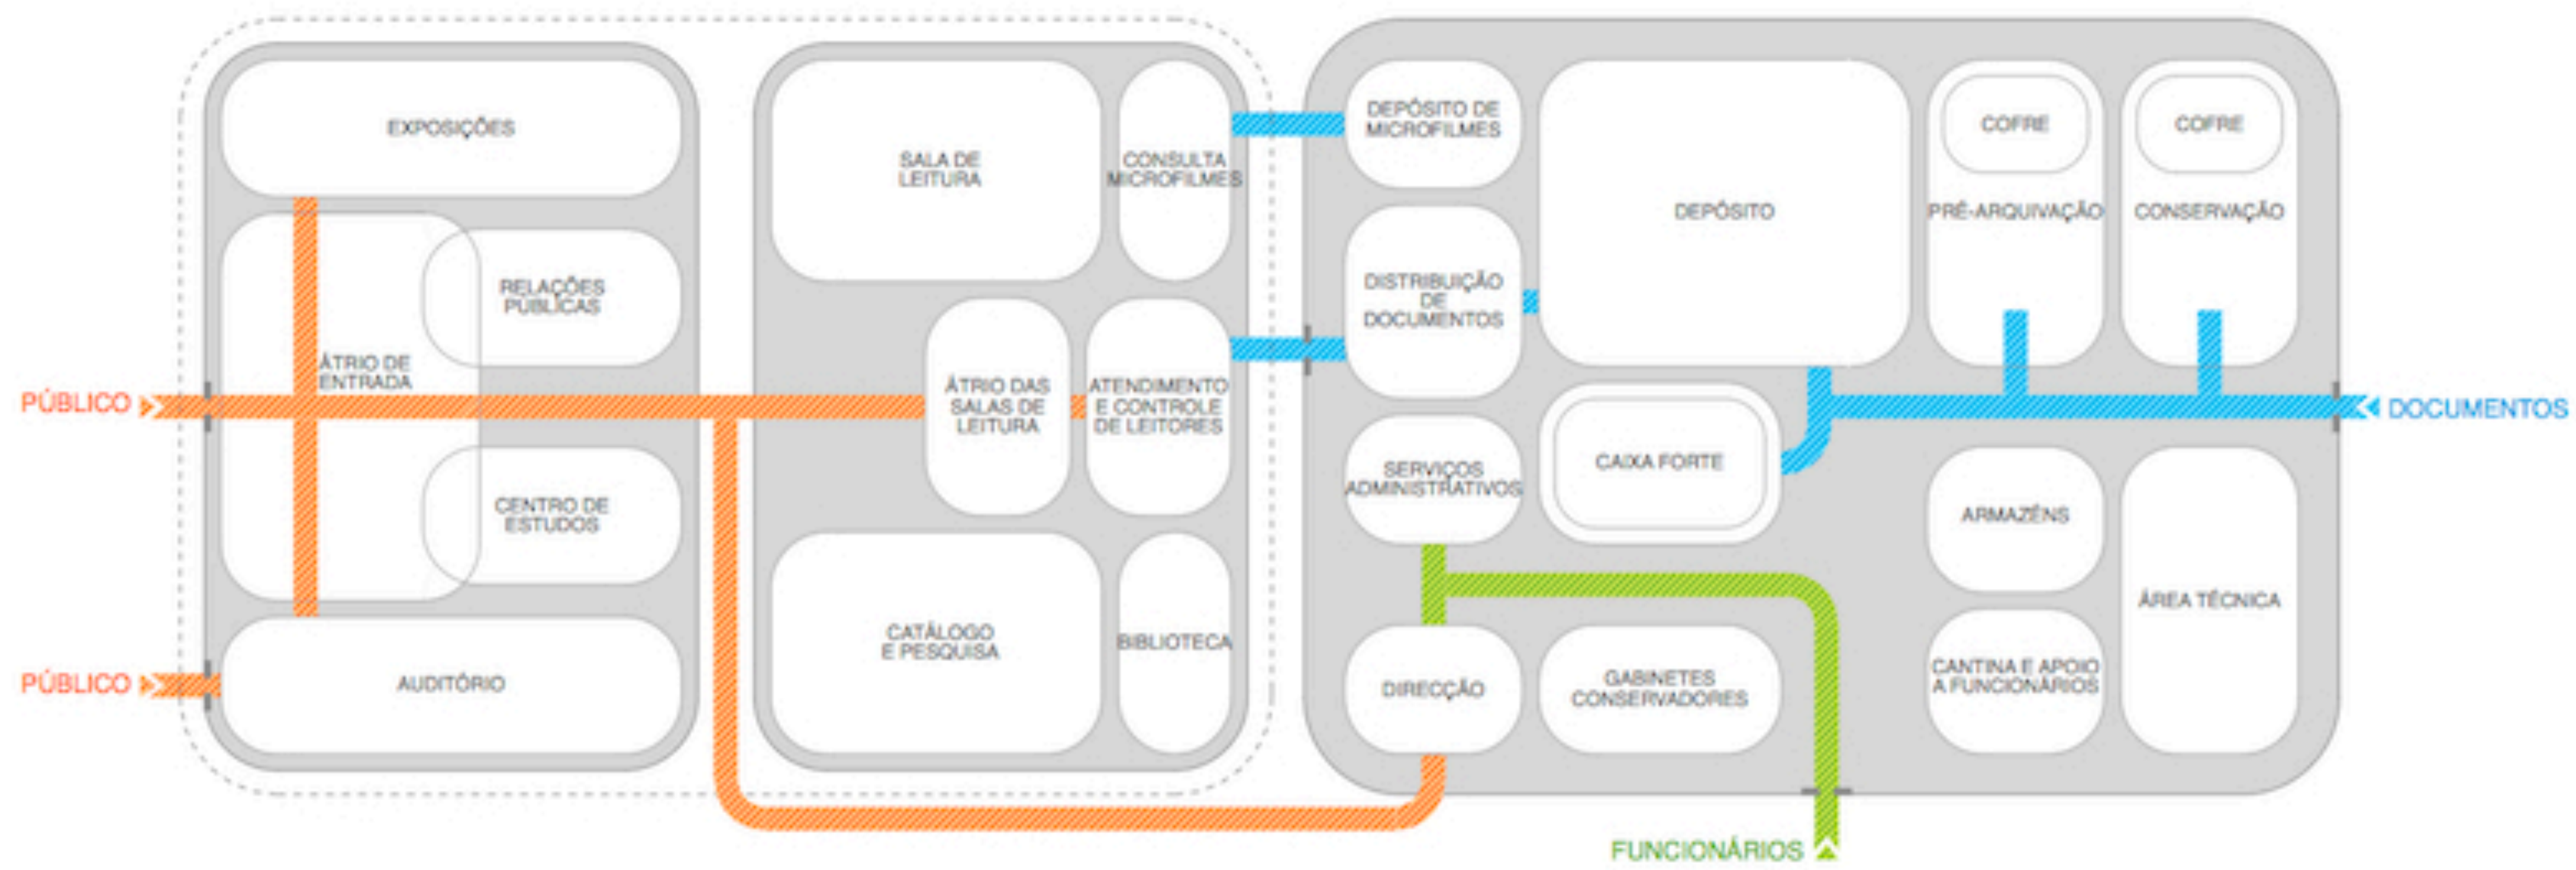 EXPOSIÇÕES
RELAÇÕES
PÚBLICAS
ÁTRIO DE
ENTRADA
PÚBLICO
CENTRO DE
ESTUDOS
PÚBLICO
AUDITÓRIO
SALA DE
LEITURA
CONSULTA
MICROFILMES
ÁTRIO DAS
SALAS DE
LEITURA
ATENDIMENTO
E CONTROLE
DE LEITORES
CATÁLOGO
E PESQUISA
BIBLIOTECA
DEPÓSITO DE
MICROFILMES
DISTRIBUIÇÃO
DE
DOCUMENTOS
SERVIÇOS
ADMINISTRATIVOS
DIRECÇÃO
DEPÓSITO
CAIXA FORTE
GABINETES
CONSERVADORES
COFRE
PRÉ-ARQUIVAÇÃO
COFRE
CONSERVAÇÃO
DOCUMENTOS
ARMAZÉNS
ÁREA TÉCNICA
CANTINA E APOIO
A FUNCIONÁRIOS
FUNCIONÁRIOS